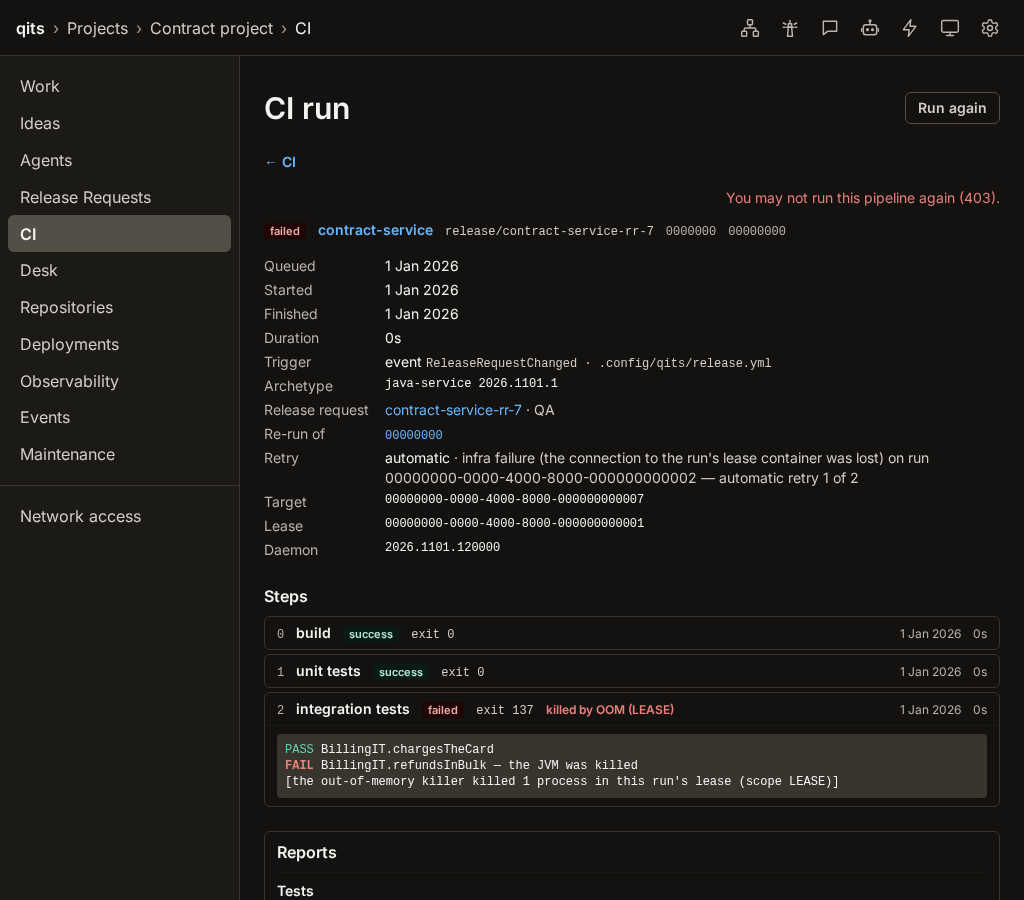 qits › Projects › Contract project › CI
Work
Ideas
Agents
Release Requests
CI
Desk
Repositories
Deployments
Observability
Events
Maintenance
Network access
CI run
Run again
← CI
You may not run this pipeline again (403).
failed contract-service release/contract-service-rr-7 0000000 00000000
Queued 1 Jan 2026
Started 1 Jan 2026
Finished 1 Jan 2026
Duration 0s
Trigger event ReleaseRequestChanged · .config/qits/release.yml
Archetype java-service 2026.1101.1
Release request contract-service-rr-7 · QA
Re-run of 00000000
Retry automatic · infra failure (the connection to the run's lease container was lost) on run
00000000-0000-4000-8000-000000000002 — automatic retry 1 of 2
Target 00000000-0000-4000-8000-000000000007
Lease 00000000-0000-4000-8000-000000000001
Daemon 2026.1101.120000
Steps
0 build success exit 0 1 Jan 2026 0s
1 unit tests success exit 0 1 Jan 2026 0s
2 integration tests failed exit 137 killed by OOM (LEASE) 1 Jan 2026 0s
PASS BillingIT.chargesTheCard
FAIL BillingIT.refundsInBulk — the JVM was killed
[the out-of-memory killer killed 1 process in this run's lease (scope LEASE)]
Reports
Tests